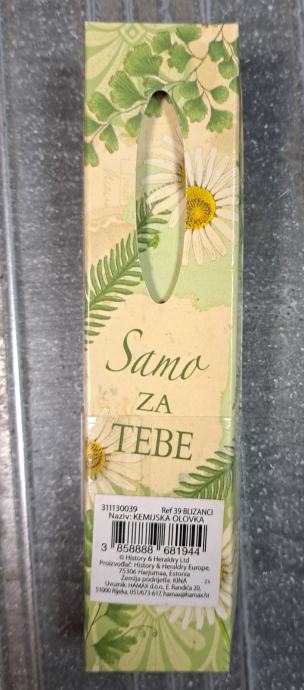 Samo
ZA
TEBE
311130039 Ref 39 BLIZANCI
Naziv: KEMIJSKA OLOVKA
3 858888 681944
© History & Heraldry Ltd
Proizvođač: History & Heraldry Europe,
75306 Harjumaa, Estonia
Zemlja podrijetla: KINA
Uvoznik: HAMAX d.o.o., E. Randića 20,
51000 Rijeka, 051/673-617, hamax@hamax.hr